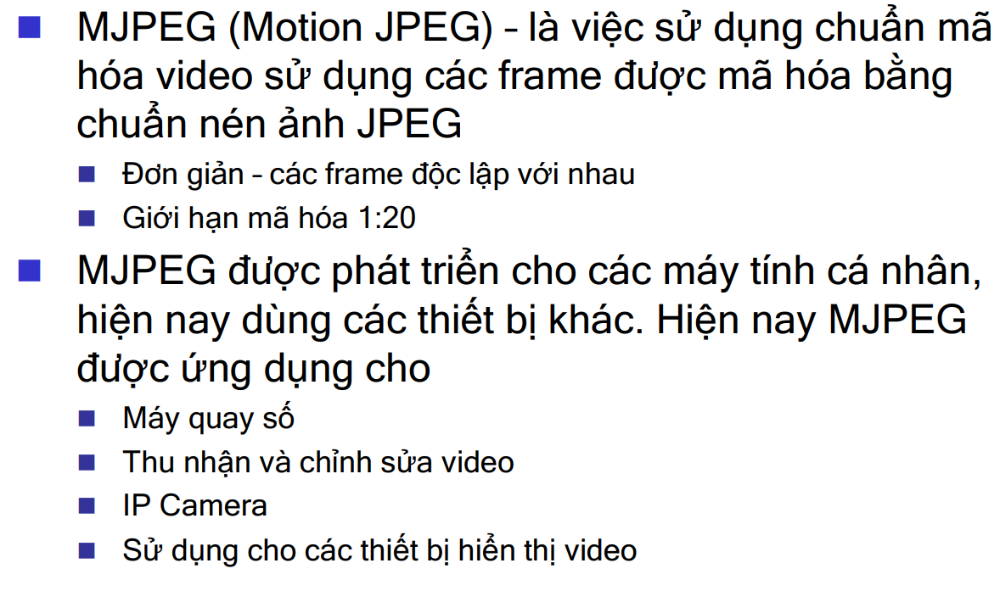 MJPEG (Motion JPEG) – là việc sử dụng chuẩn mã
hóa video sử dụng các frame được mã hóa bằng
chuẩn nén ảnh JPEG
Đơn giản – các frame độc lập với nhau
Giới hạn mã hóa 1:20
MJPEG được phát triển cho các máy tính cá nhân,
hiện nay dùng các thiết bị khác. Hiện nay MJPEG
được ứng dụng cho
Máy quay số
Thu nhận và chỉnh sửa video
IP Camera
Sử dụng cho các thiết bị hiển thị video